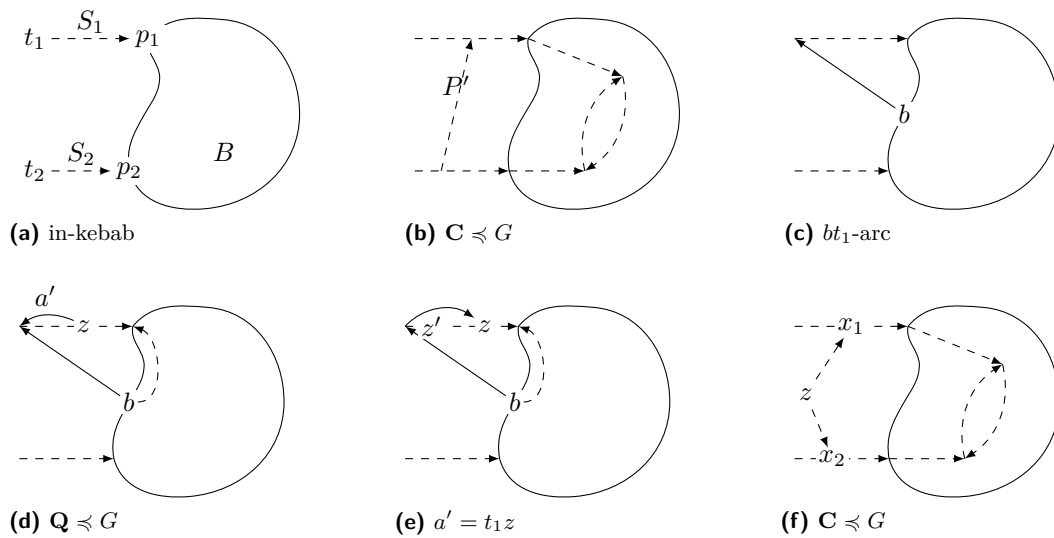 S₁
t₁ p₁
S₂ B
t₂ p₂
(a) in-kebab
P′
(b) C ≼ G
b
(c) bt₁-arc
a′
z
b
(d) Q ≼ G
z′ z
b
(e) a′ = t₁z
x₁
z
x₂
(f) C ≼ G